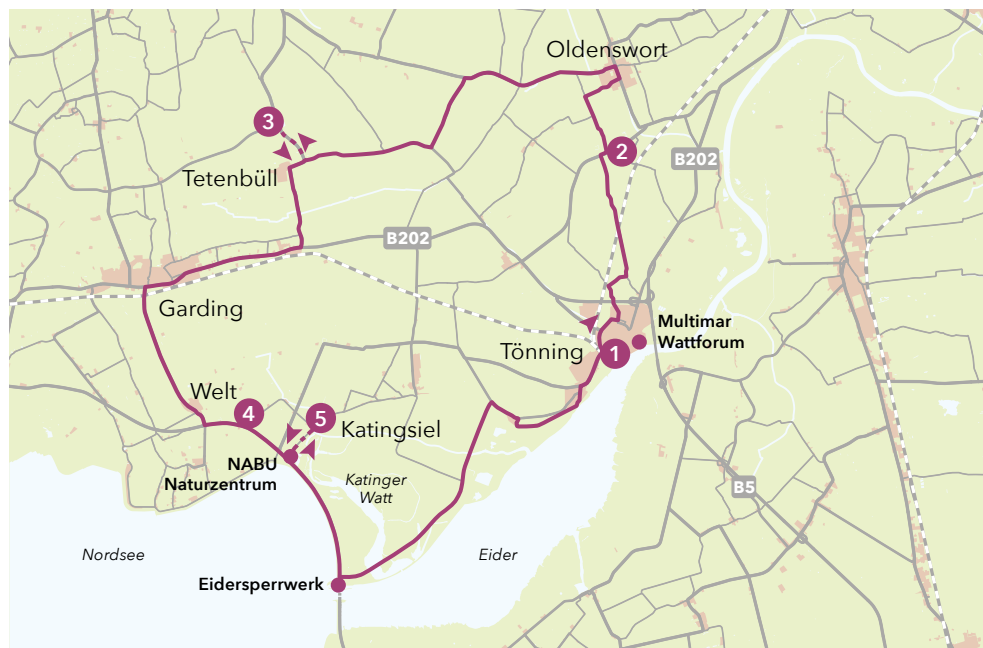 Oldenswort
3
2
B202
Tetenbüll
B202
Garding
Multimar
Wattforum
Tönning
1
Welt
4
5
Katingsiel
NABU
Naturzentrum
Katinger
Watt
B5
Nordsee
Eider
Eidersperrwerk